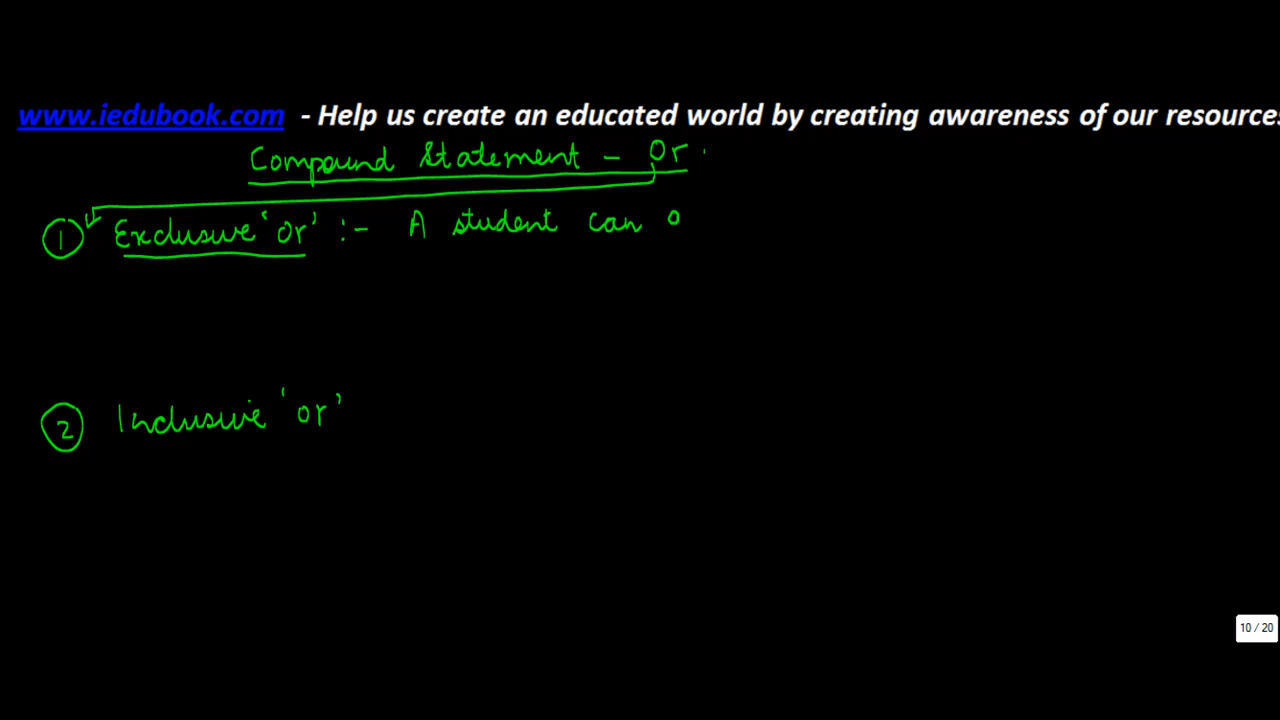 www.iedubook.com - Help us create an educated world by creating awareness of our resources
Compound Statement - Or
1 Exclusive 'Or' :- A student can o
2 Inclusive 'or'
10 / 20